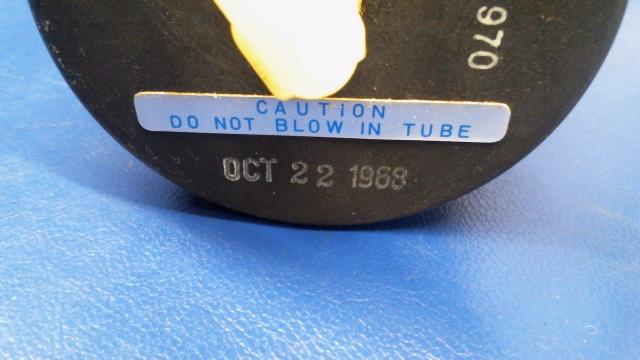 970
CAUTiON
DO NOT BLOW IN TUBE
OCT 22 1968